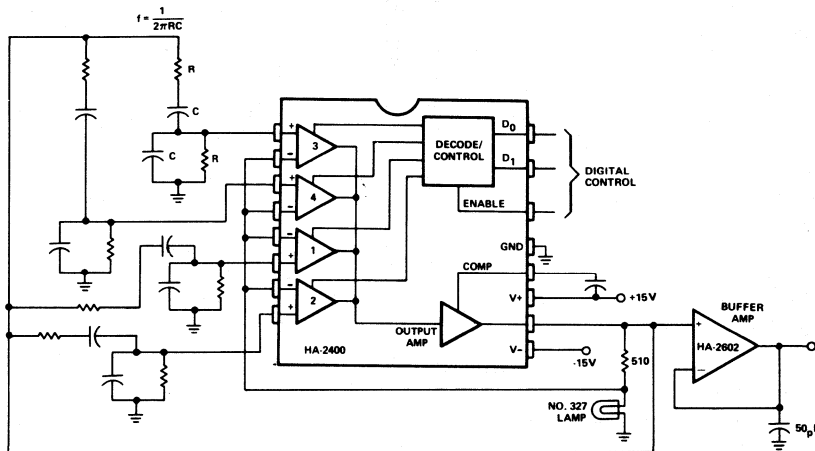 f = 1
2πRC
R
C
C
R
+
3
−
+
4
−
−
1
+
−
2
+
DECODE/
CONTROL
D0
D1
ENABLE
DIGITAL
CONTROL
GND
COMP
V+
+15V
OUTPUT
AMP
HA-2400
V−
-15V
510
NO. 327
LAMP
BUFFER
AMP
+
HA-2602
−